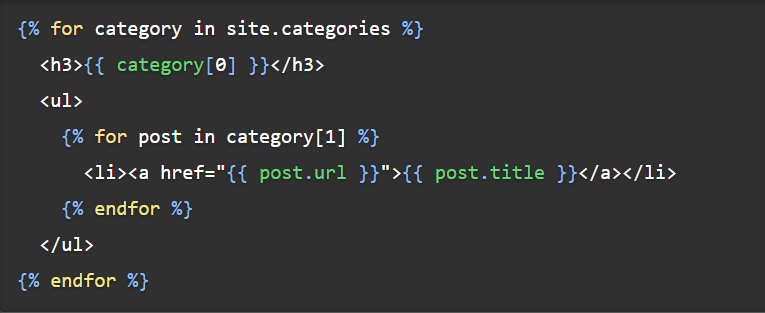 {% for category in site.categories %}
  <h3>{{ category[0] }}</h3>
  <ul>
    {% for post in category[1] %}
      <li><a href="{{ post.url }}">{{ post.title }}</a></li>
    {% endfor %}
  </ul>
{% endfor %}